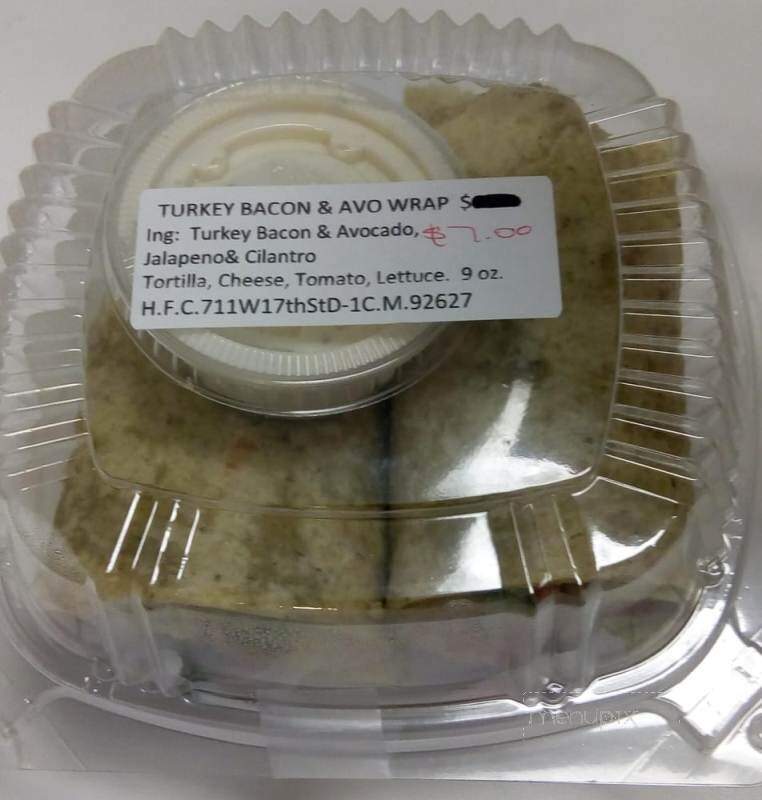 TURKEY BACON & AVO WRAP $
Ing: Turkey Bacon & Avocado, $7.00
Jalapeno& Cilantro
Tortilla, Cheese, Tomato, Lettuce. 9 oz.
H.F.C.711W17thStD-1C.M.92627
menupix